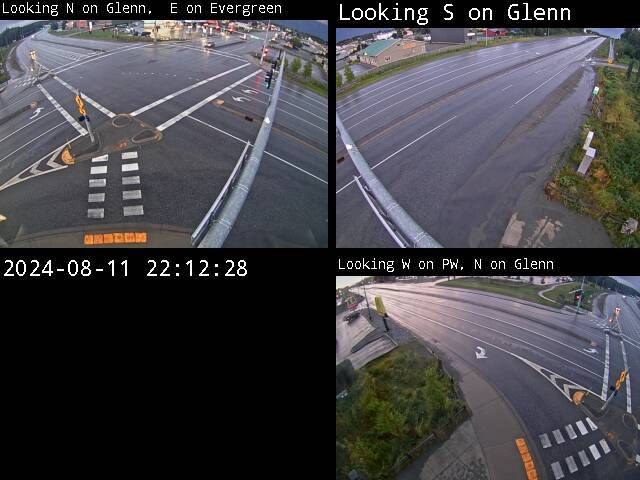 Looking N on Glenn,  E on Evergreen
Looking S on Glenn
2024-08-11 22:12:28
Looking W on PW, N on Glenn